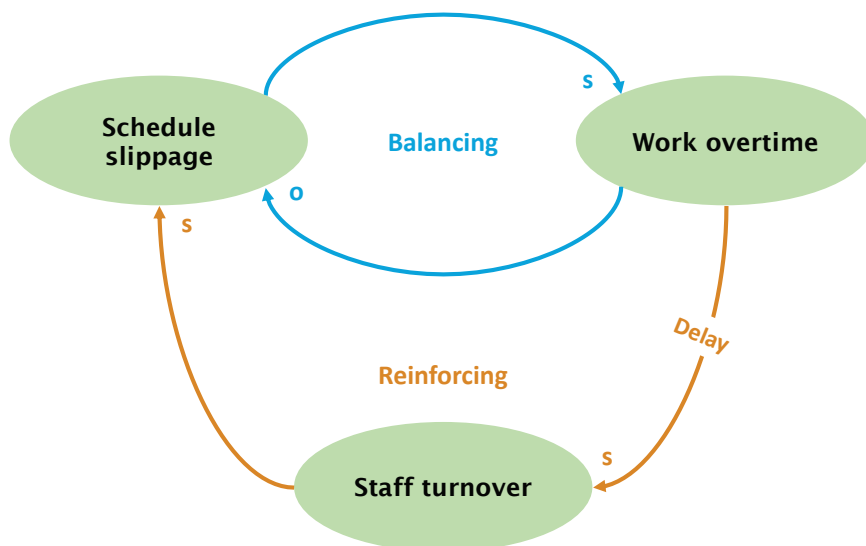 s
Schedule
slippage
Balancing
Work overtime
o
s
Delay
Reinforcing
s
Staff turnover